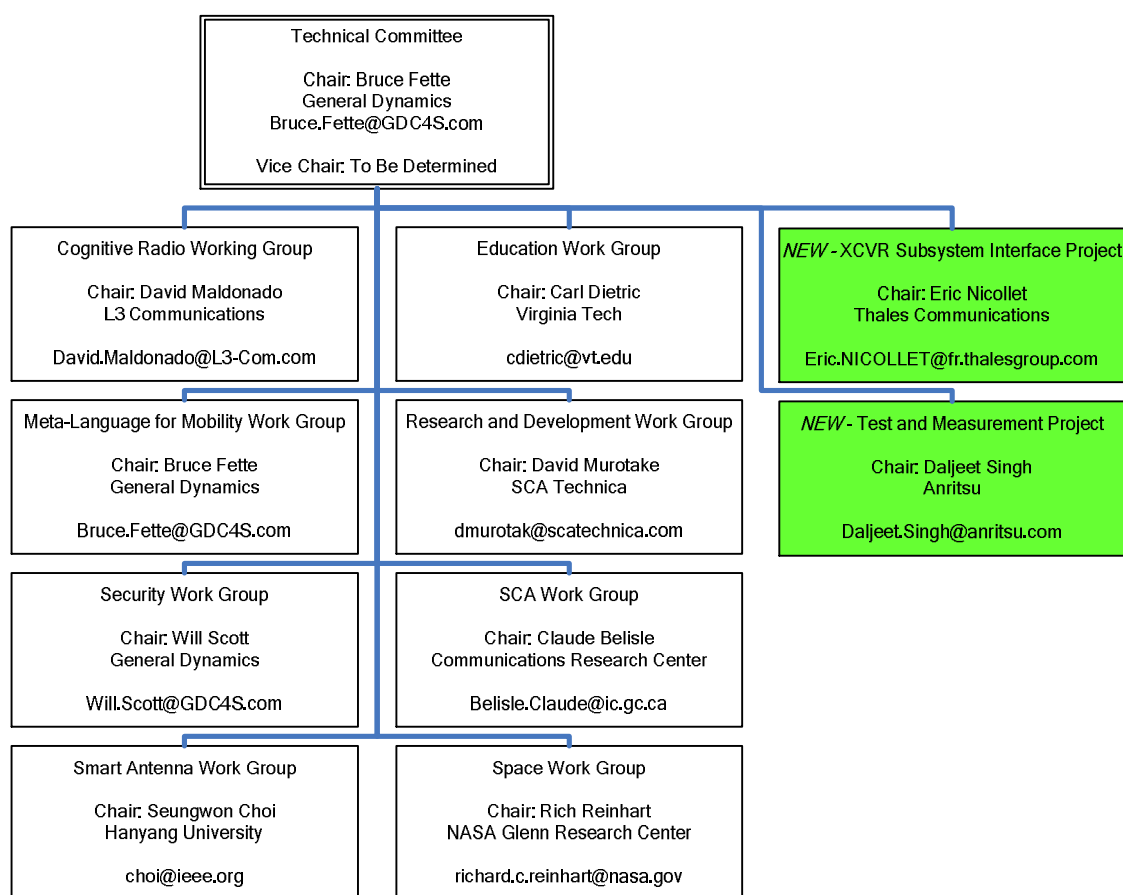 Technical Committee
Chair: Bruce Fette
General Dynamics
Bruce.Fette@GDC4S.com
Vice Chair: To Be Determined
Cognitive Radio Working Group
Chair: David Maldonado
L3 Communications
David.Maldonado@L3-Com.com
Education Work Group
Chair: Carl Dietric
Virginia Tech
cdietric@vt.edu
NEW - XCVR Subsystem Interface Project
Chair: Eric Nicollet
Thales Communications
Eric.NICOLLET@fr.thalesgroup.com
Meta-Language for Mobility Work Group
Chair: Bruce Fette
General Dynamics
Bruce.Fette@GDC4S.com
Research and Development Work Group
Chair: David Murotake
SCA Technica
dmurotak@scatechnica.com
NEW - Test and Measurement Project
Chair: Daljeet Singh
Anritsu
Daljeet.Singh@anritsu.com
Security Work Group
Chair: Will Scott
General Dynamics
Will.Scott@GDC4S.com
SCA Work Group
Chair: Claude Belisle
Communications Research Center
Belisle.Claude@ic.gc.ca
Smart Antenna Work Group
Chair: Seungwon Choi
Hanyang University
choi@ieee.org
Space Work Group
Chair: Rich Reinhart
NASA Glenn Research Center
richard.c.reinhart@nasa.gov